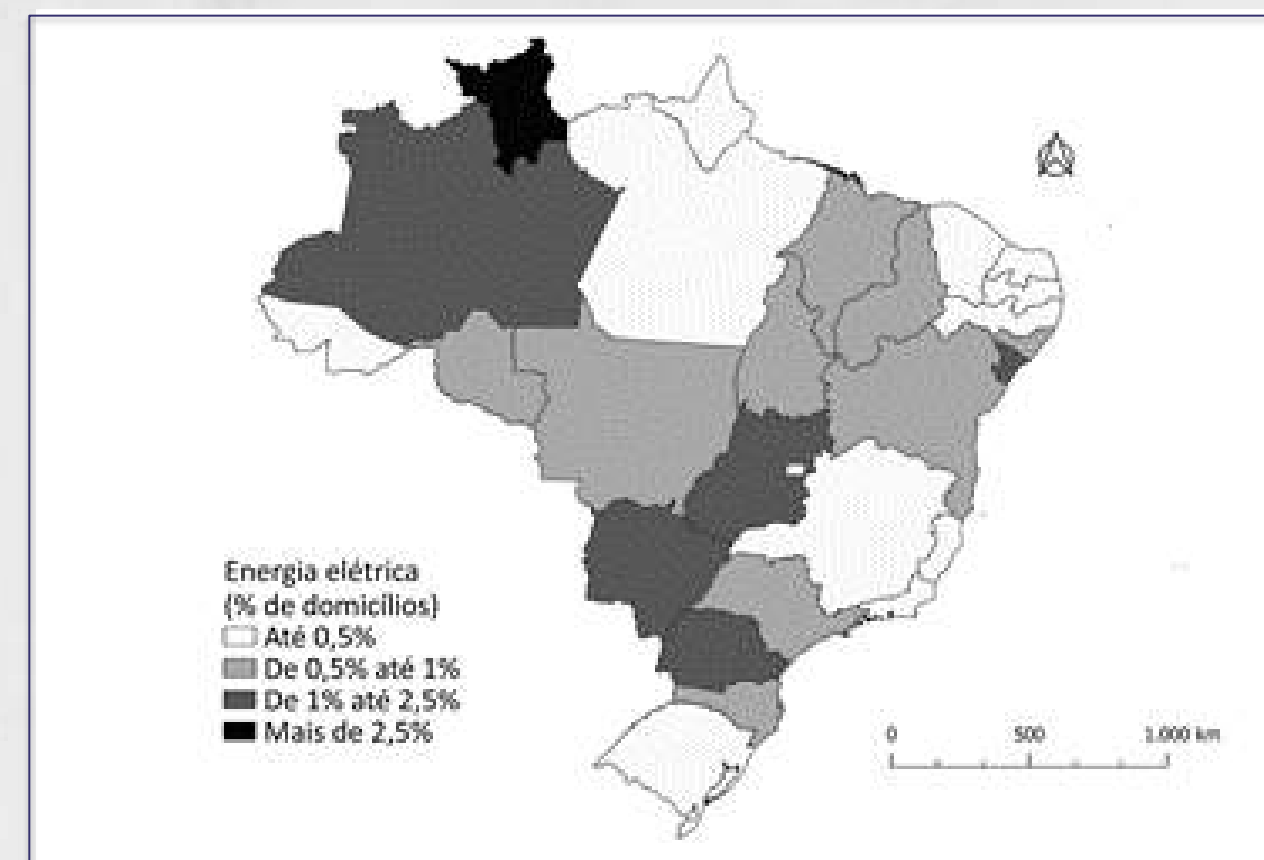 Energia elétrica
(% de domicílios)
Até 0,5%
De 0,5% até 1%
De 1% até 2,5%
Mais de 2,5%
0 500 1.000 km